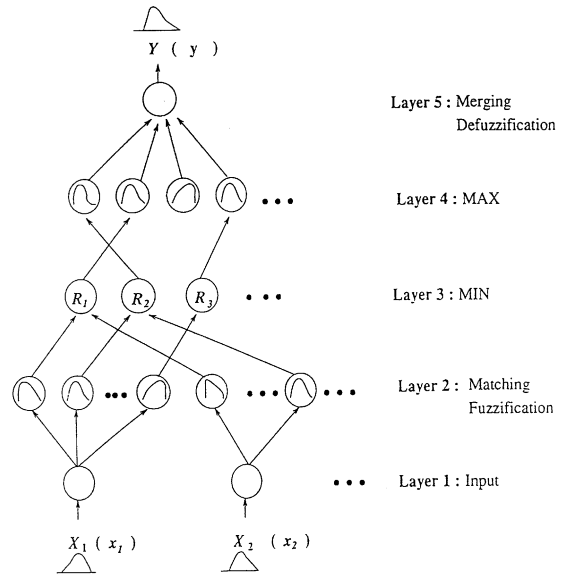 Y ( y )
Layer 5 : Merging
Defuzzification
Layer 4 : MAX
R1 R2 R3
Layer 3 : MIN
Layer 2 : Matching
Fuzzification
Layer 1 : Input
X1 ( x1 ) X2 ( x2 )